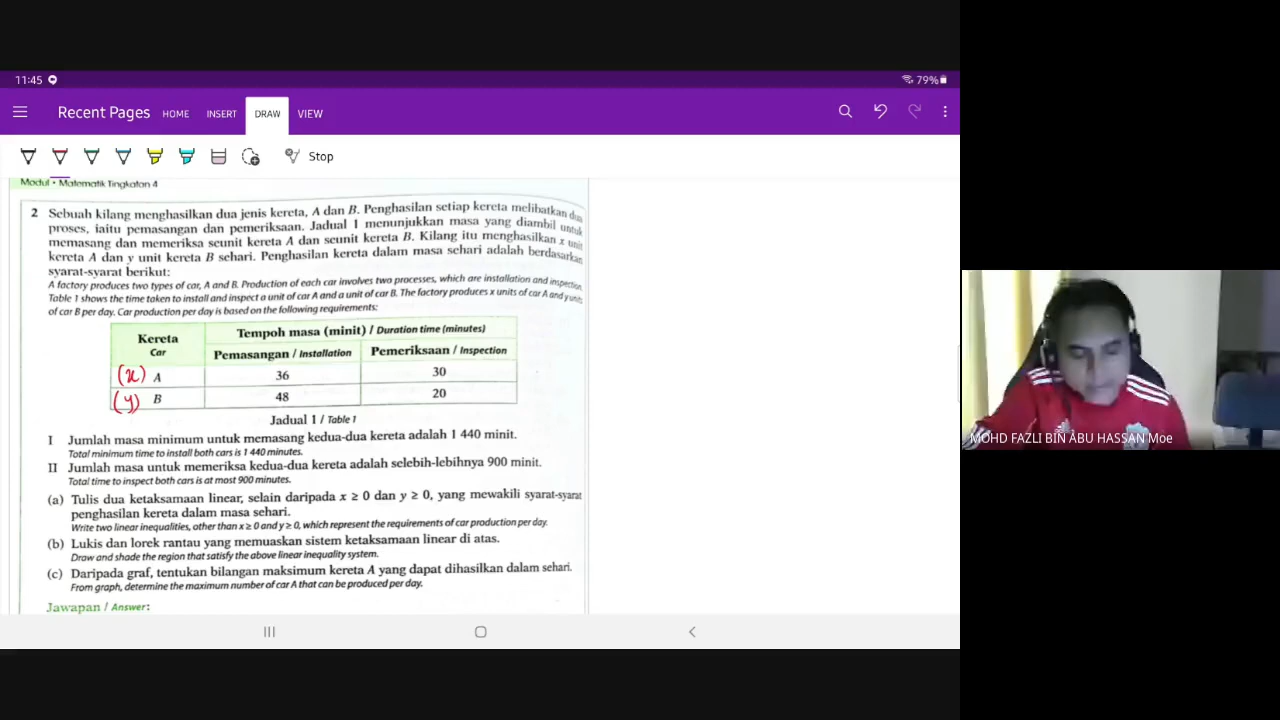 11:45
79%
Recent Pages HOME INSERT DRAW VIEW
Stop
Modul • Matematik Tingkatan 4
2 Sebuah kilang menghasilkan dua jenis kereta, A dan B. Penghasilan setiap kereta melibatkan dua
proses, iaitu pemasangan dan pemeriksaan. Jadual 1 menunjukkan masa yang diambil untuk
memasang dan memeriksa seunit kereta A dan seunit kereta B. Kilang itu menghasilkan x unit
kereta A dan y unit kereta B sehari. Penghasilan kereta dalam masa sehari adalah berdasarkan
syarat-syarat berikut:
A factory produces two types of car, A and B. Production of each car involves two processes, which are installation and inspection.
Table 1 shows the time taken to install and inspect a unit of car A and a unit of car B. The factory produces x units of car A and y units
of car B per day. Car production per day is based on the following requirements:
Kereta Tempoh masa (minit) / Duration time (minutes)
Car Pemasangan / Installation Pemeriksaan / Inspection
(x) A 36 30
(y) B 48 20
Jadual 1 / Table 1
I Jumlah masa minimum untuk memasang kedua-dua kereta adalah 1 440 minit.
Total minimum time to install both cars is 1 440 minutes.
II Jumlah masa untuk memeriksa kedua-dua kereta adalah selebih-lebihnya 900 minit.
Total time to inspect both cars is at most 900 minutes.
(a) Tulis dua ketaksamaan linear, selain daripada x ≥ 0 dan y ≥ 0, yang mewakili syarat-syarat
penghasilan kereta dalam masa sehari.
Write two linear inequalities, other than x ≥ 0 and y ≥ 0, which represent the requirements of car production per day.
(b) Lukis dan lorek rantau yang memuaskan sistem ketaksamaan linear di atas.
Draw and shade the region that satisfy the above linear inequality system.
(c) Daripada graf, tentukan bilangan maksimum kereta A yang dapat dihasilkan dalam sehari.
From graph, determine the maximum number of car A that can be produced per day.
Jawapan / Answer:
MOHD FAZLI BIN ABU HASSAN Moe